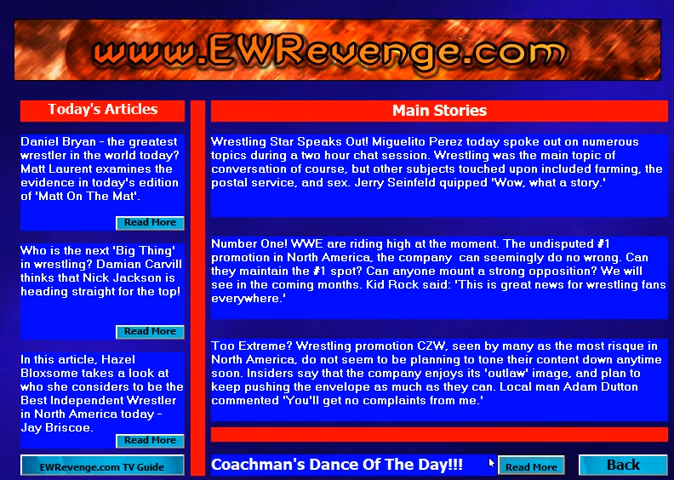 www.EWRevenge.com
Today's Articles
Daniel Bryan - the greatest
wrestler in the world today?
Matt Laurent examines the
evidence in today's edition
of 'Matt On The Mat'.
Read More
Who is the next 'Big Thing'
in wrestling? Damian Carvill
thinks that Nick Jackson is
heading straight for the top!
Read More
In this article, Hazel
Bloxsome takes a look at
who she considers to be the
Best Independent Wrestler
in North America today -
Jay Briscoe.
Read More
EWRevenge.com TV Guide
Main Stories
Wrestling Star Speaks Out! Miguelito Perez today spoke out on numerous
topics during a two hour chat session. Wrestling was the main topic of
conversation of course, but other subjects touched upon included farming, the
postal service, and sex. Jerry Seinfeld quipped 'Wow, what a story.'
Number One! WWE are riding high at the moment. The undisputed #1
promotion in North America, the company can seemingly do no wrong. Can
they maintain the #1 spot? Can anyone mount a strong opposition? We will
see in the coming months. Kid Rock said: 'This is great news for wrestling fans
everywhere.'
Too Extreme? Wrestling promotion CZW, seen by many as the most risque in
North America, do not seem to be planning to tone their content down anytime
soon. Insiders say that the company enjoys its 'outlaw' image, and plan to
keep pushing the envelope as much as they can. Local man Adam Dutton
commented 'You'll get no complaints from me.'
Coachman's Dance Of The Day!!!
Read More
Back